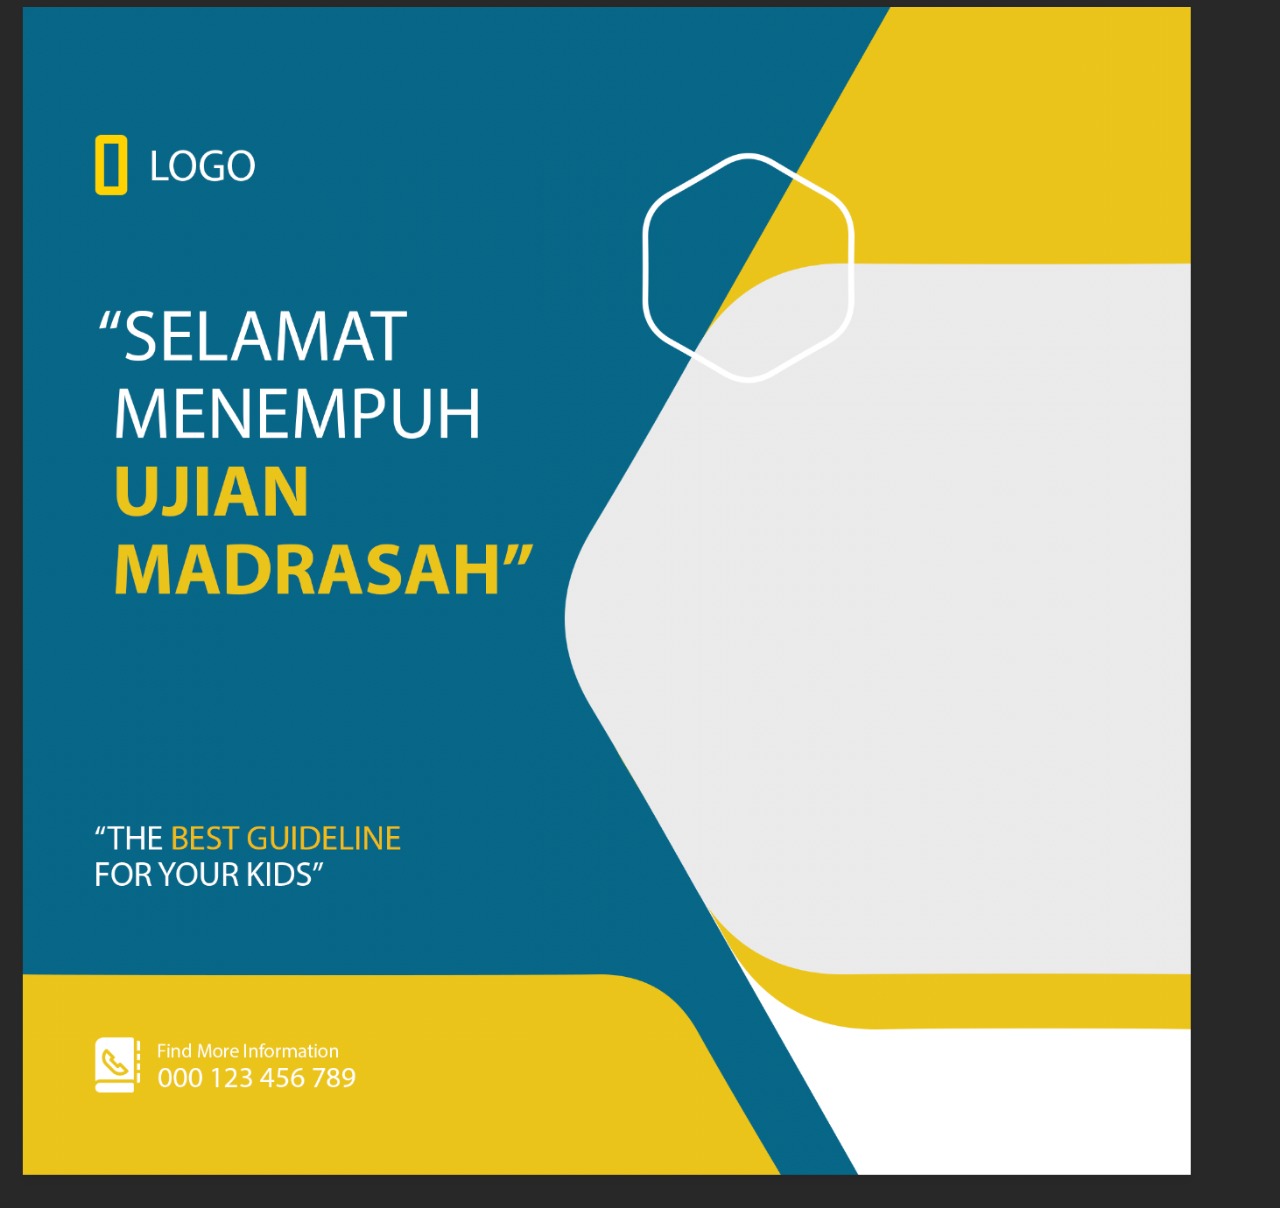 LOGO
“SELAMAT
MENEMPUH
UJIAN
MADRASAH”
“THE BEST GUIDELINE
FOR YOUR KIDS”
Find More Information
000 123 456 789